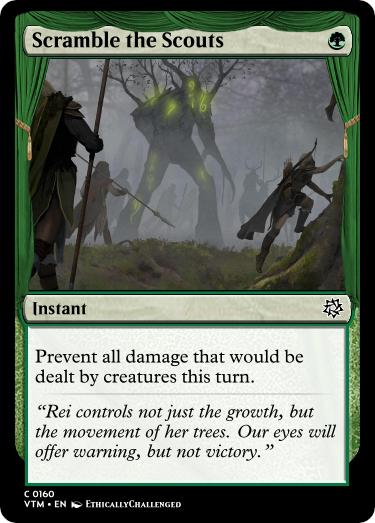 Scramble the Scouts
Instant
Prevent all damage that would be
dealt by creatures this turn.
“Rei controls not just the growth, but
the movement of her trees. Our eyes will
offer warning, but not victory.”
C 0160
VTM • EN EthicallyChallenged